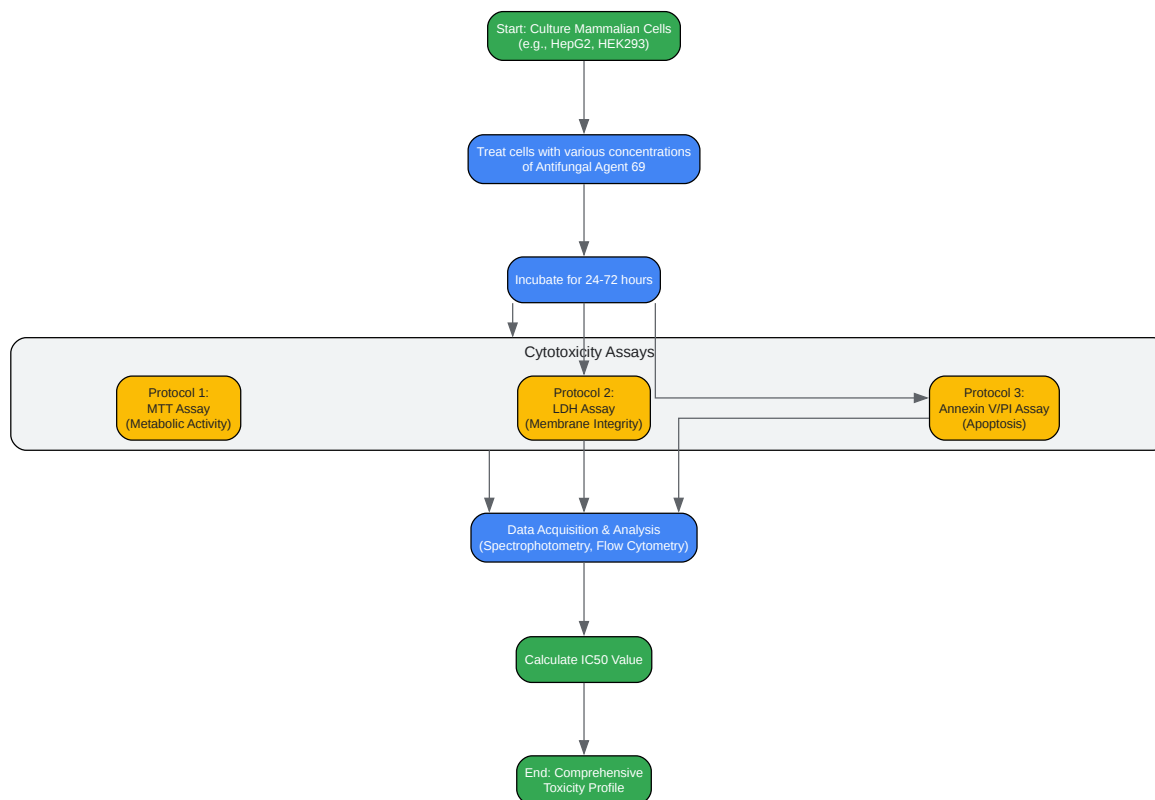 Start: Culture Mammalian Cells
(e.g., HepG2, HEK293)
Treat cells with various concentrations
of Antifungal Agent 69
Incubate for 24-72 hours
Cytotoxicity Assays
Protocol 1:
MTT Assay
(Metabolic Activity)
Protocol 2:
LDH Assay
(Membrane Integrity)
Protocol 3:
Annexin V/PI Assay
(Apoptosis)
Data Acquisition & Analysis
(Spectrophotometry, Flow Cytometry)
Calculate IC50 Value
End: Comprehensive
Toxicity Profile